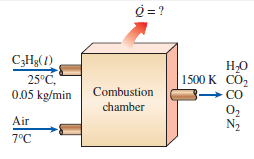 Q̇ = ?
C₃H₈(l)
25°C,
0.05 kg/min
Air
7°C
Combustion
chamber
1500 K
H₂O
CO₂
CO
O₂
N₂